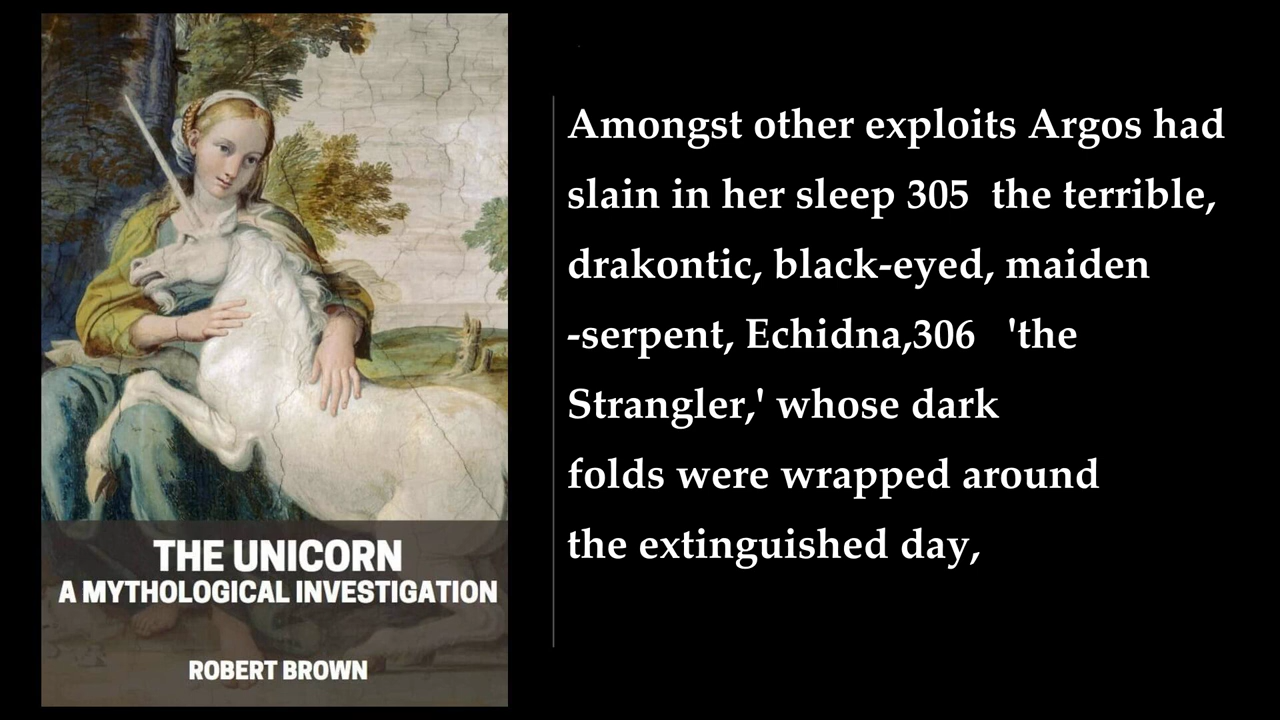 THE UNICORN
A MYTHOLOGICAL INVESTIGATION
ROBERT BROWN
Amongst other exploits Argos had
slain in her sleep 305  the terrible,
drakontic, black-eyed, maiden
-serpent, Echidna,306   'the
Strangler,' whose dark
folds were wrapped around
the extinguished day,